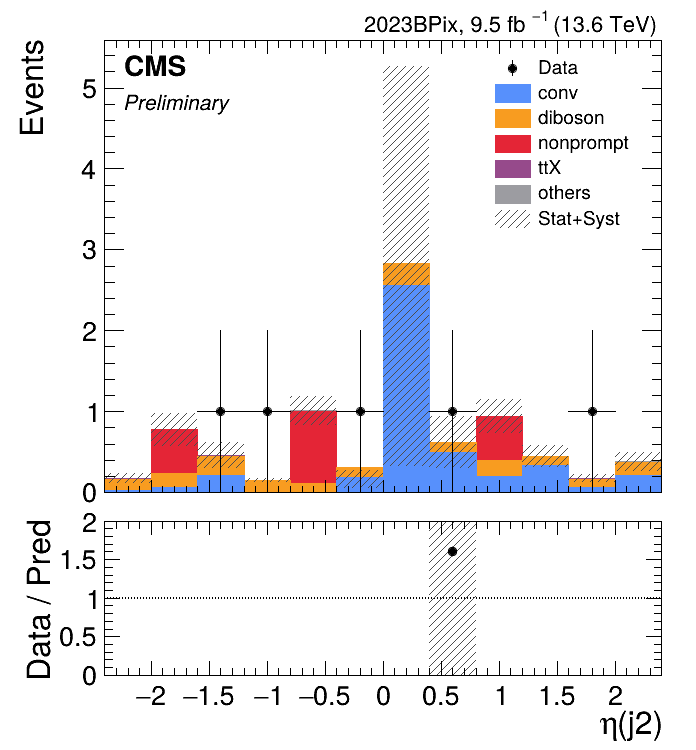 2023BPix, 9.5 fb⁻¹ (13.6 TeV)
CMS
Preliminary
Events
Data
conv
diboson
nonprompt
ttX
others
Stat+Syst
5
4
3
2
1
0
Data / Pred
2
1.5
1
0.5
0
−2 −1.5 −1 −0.5 0 0.5 1 1.5 2
η(j2)